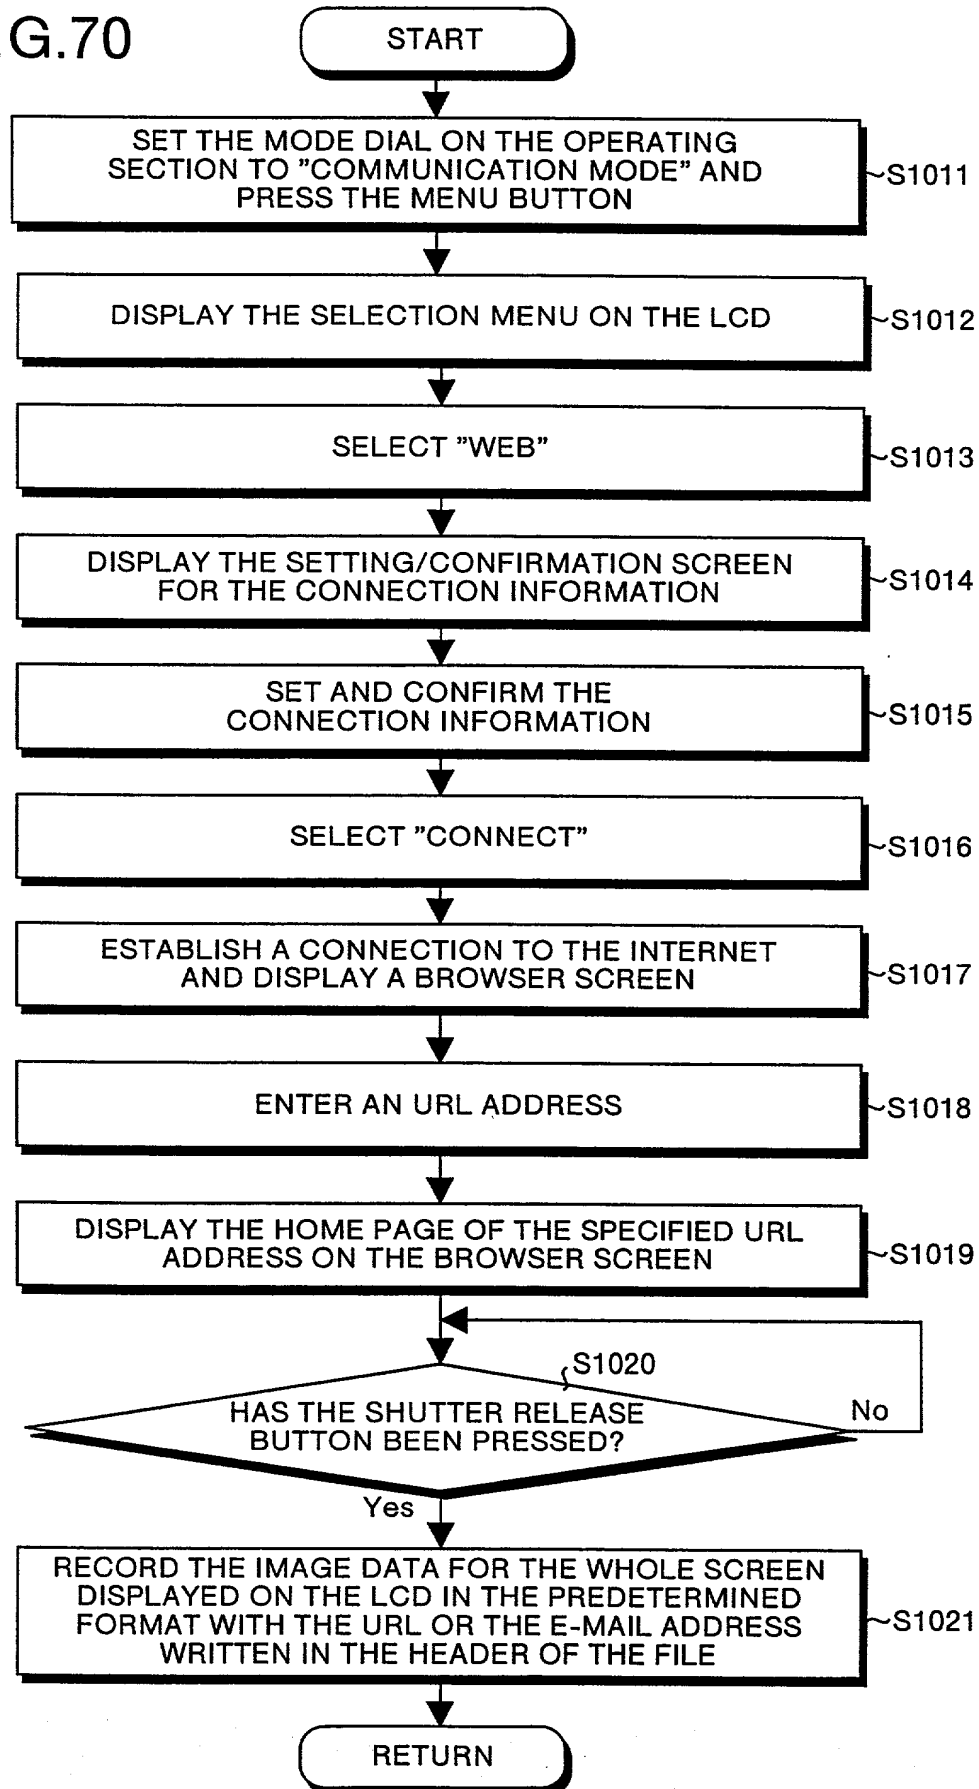 G.70
START
SET THE MODE DIAL ON THE OPERATING
SECTION TO "COMMUNICATION MODE" AND
PRESS THE MENU BUTTON
S1011
DISPLAY THE SELECTION MENU ON THE LCD
S1012
SELECT "WEB"
S1013
DISPLAY THE SETTING/CONFIRMATION SCREEN
FOR THE CONNECTION INFORMATION
S1014
SET AND CONFIRM THE
CONNECTION INFORMATION
S1015
SELECT "CONNECT"
S1016
ESTABLISH A CONNECTION TO THE INTERNET
AND DISPLAY A BROWSER SCREEN
S1017
ENTER AN URL ADDRESS
S1018
DISPLAY THE HOME PAGE OF THE SPECIFIED URL
ADDRESS ON THE BROWSER SCREEN
S1019
S1020
HAS THE SHUTTER RELEASE
BUTTON BEEN PRESSED?
No
Yes
RECORD THE IMAGE DATA FOR THE WHOLE SCREEN
DISPLAYED ON THE LCD IN THE PREDETERMINED
FORMAT WITH THE URL OR THE E-MAIL ADDRESS
WRITTEN IN THE HEADER OF THE FILE
S1021
RETURN